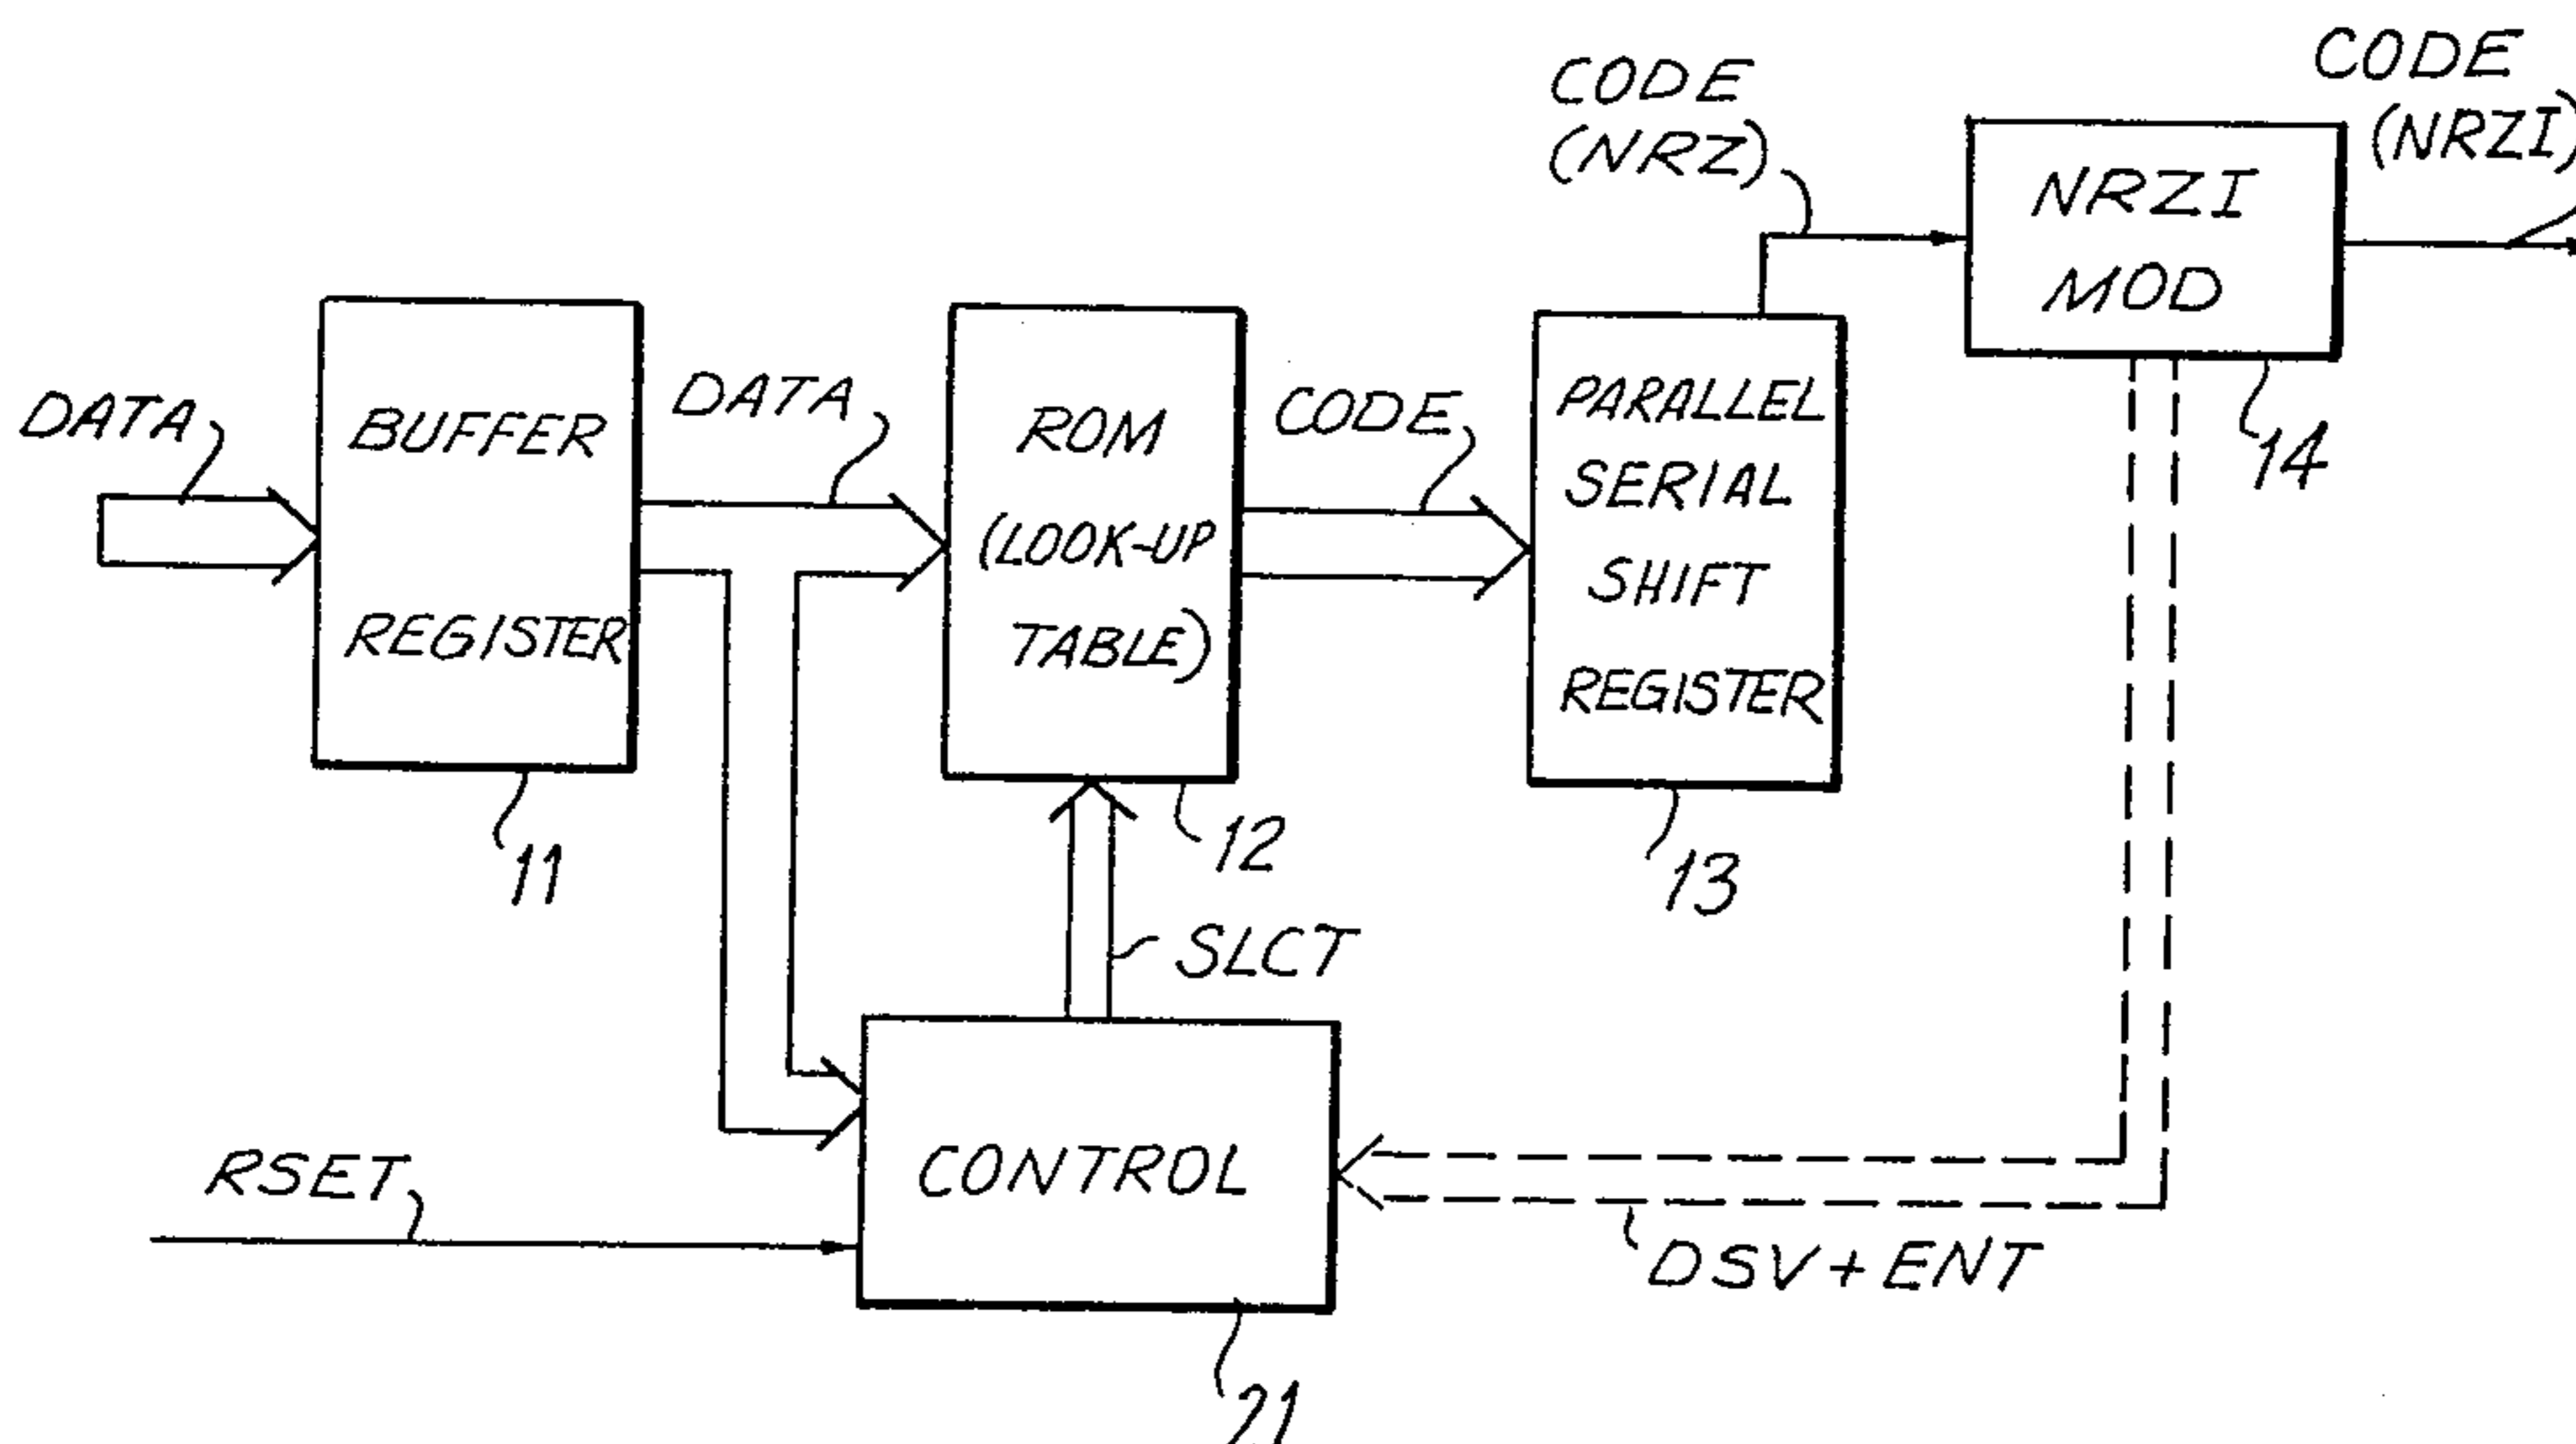 CODE
(NRZI)
CODE
(NRZ)
NRZI
MOD
14
DATA
BUFFER
REGISTER
11
DATA
ROM
(LOOK-UP
TABLE)
12
CODE
PARALLEL
SERIAL
SHIFT
REGISTER
13
SLCT
RSET
CONTROL
21
DSV+ENT